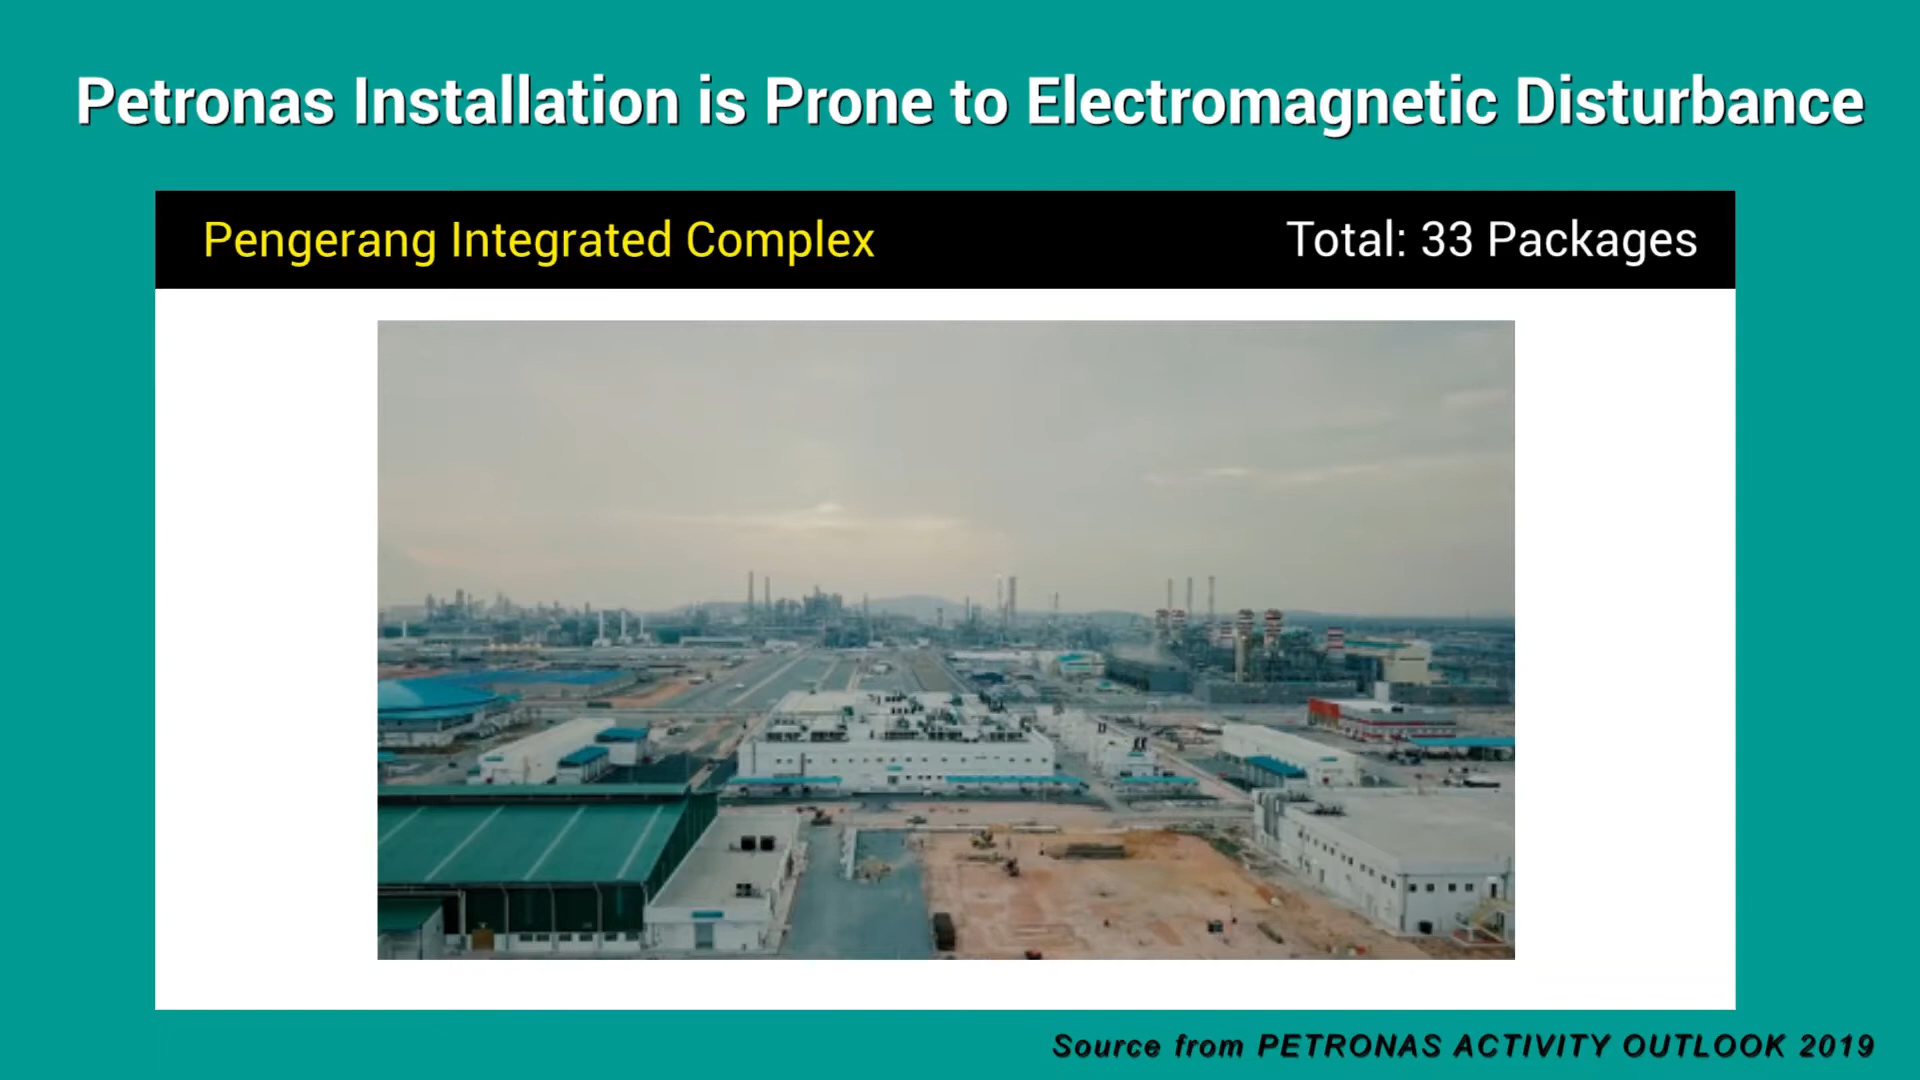 Petronas Installation is Prone to Electromagnetic Disturbance
Pengerang Integrated Complex
Total: 33 Packages
Source from PETRONAS ACTIVITY OUTLOOK 2019